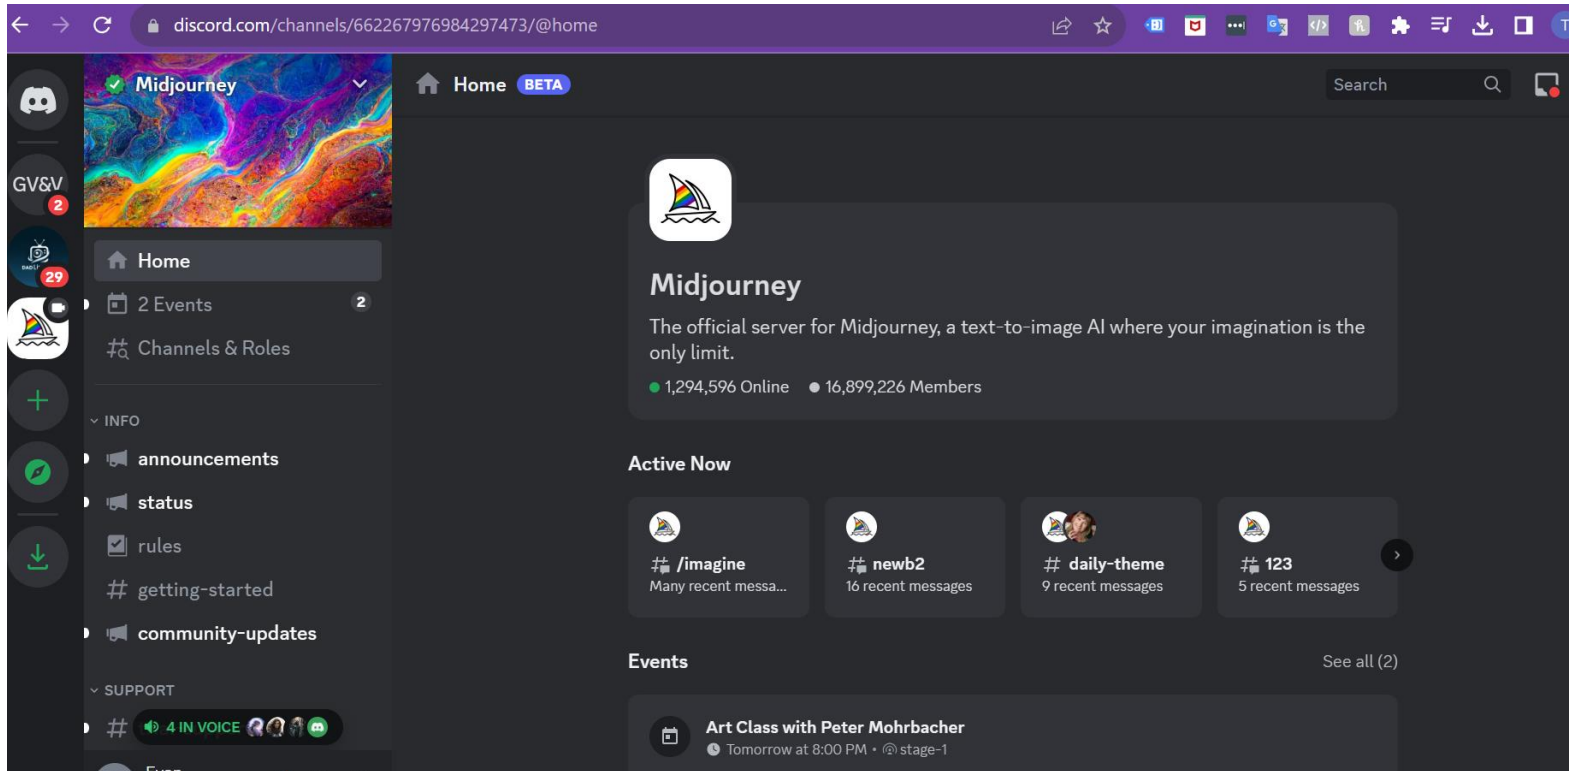 discord.com/channels/662267976984297473/@home
T
Midjourney
Home BETA
Search
GV&V
2
29
Home
2 Events 2
Channels & Roles
INFO
announcements
status
rules
getting-started
community-updates
SUPPORT
4 IN VOICE
Midjourney
The official server for Midjourney, a text-to-image AI where your imagination is the
only limit.
1,294,596 Online 16,899,226 Members
Active Now
/imagine
Many recent messa...
newb2
16 recent messages
daily-theme
9 recent messages
123
5 recent messages
Events See all (2)
Art Class with Peter Mohrbacher
Tomorrow at 8:00 PM • stage-1